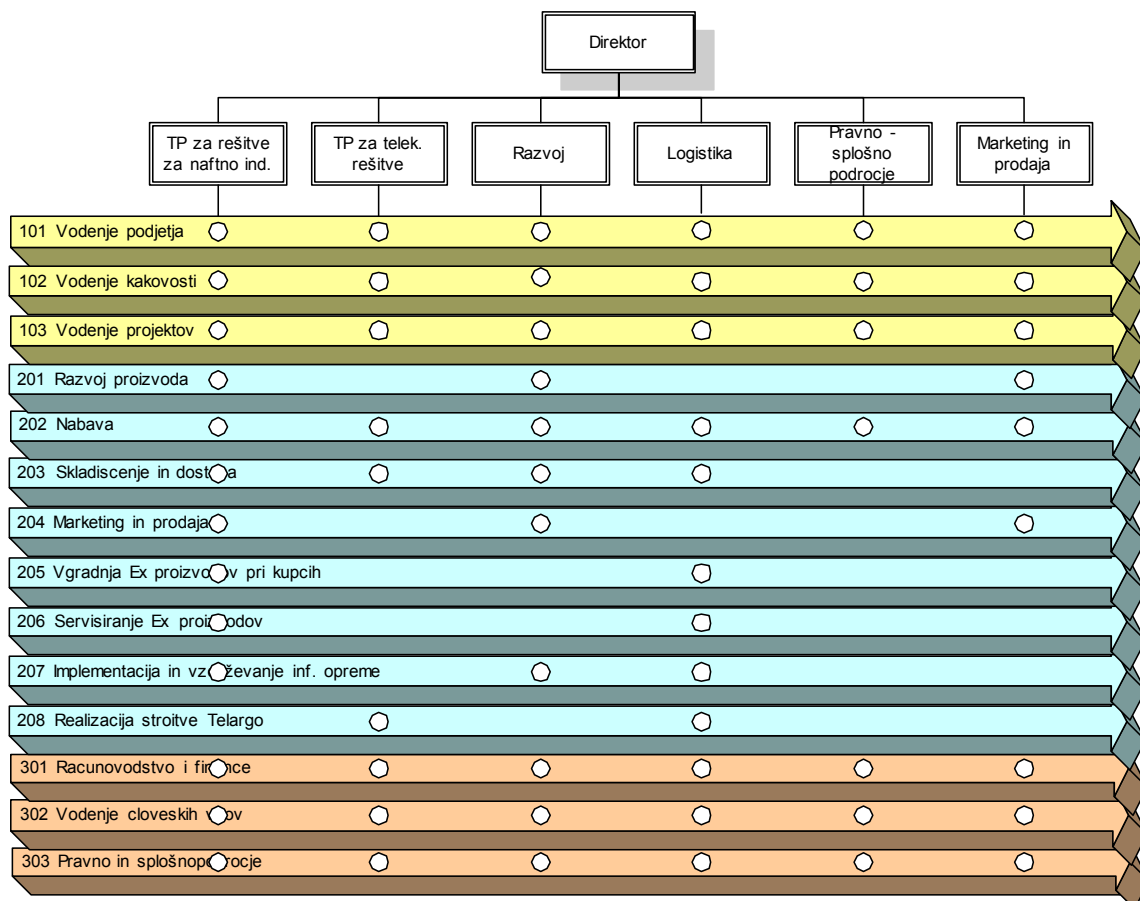 Direktor
TP za rešitve
za naftno ind.
TP za telek.
rešitve
Razvoj
Logistika
Pravno -
splošno
podrocje
Marketing in
prodaja
101 Vodenje podjetja
102 Vodenje kakovosti
103 Vodenje projektov
201 Razvoj proizvoda
202 Nabava
203 Skladiscenje in
204 Marketing in prodaja
205 Vgradnja Ex pri kupcih
206 Servisiranje Ex
207 Implementacija in inf. opreme
208 Realizacija stroitve Telargo
301 Racunovodstvo i
302 Vodenje cloveskih
303 Pravno in